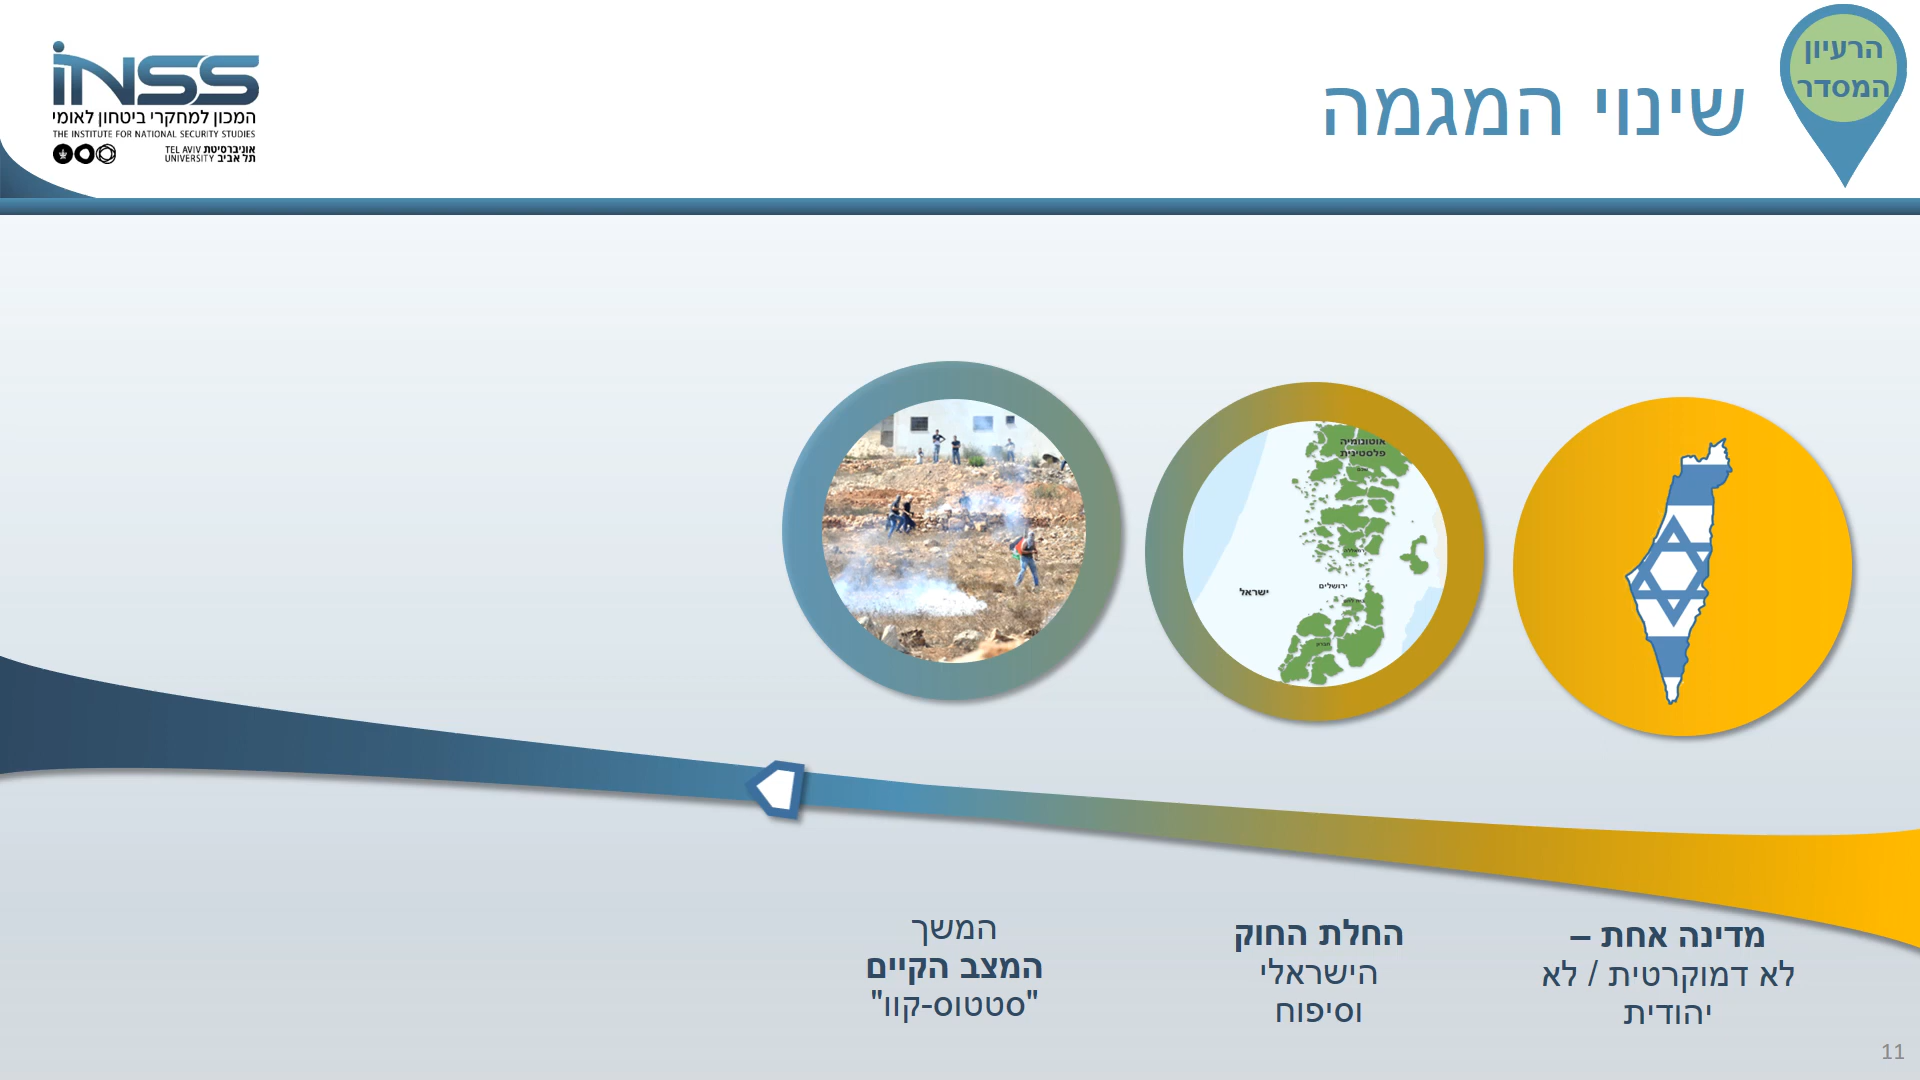 הרעיון
המסדר
שינוי המגמה
INSS
המכון למחקרי ביטחון לאומי
THE INSTITUTE FOR NATIONAL SECURITY STUDIES
TEL AVIV אוניברסיטת
UNIVERSITY תל אביב
אוטונומיה
פלסטינית
ירושלים
ישראל
מדינה אחת –
לא דמוקרטית / לא
יהודית
החלת החוק
הישראלי
וסיפוח
המשך
המצב הקיים
"סטטוס-קוו"
11